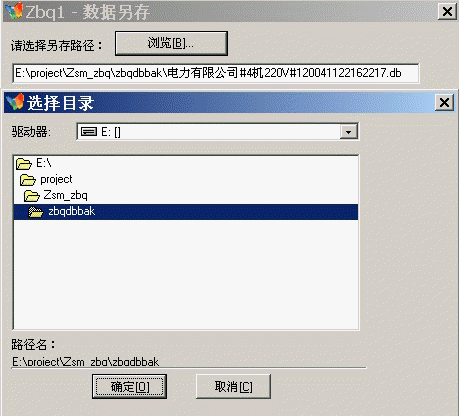 Zbq1 - 数据另存
请选择另存路径：
浏览[B]...
E:\project\Zsm_zbq\zbqdbbak\电力有限公司#4机220V#120041122162217.db
选择目录
驱动器:
E: []
E:\
project
Zsm_zbq
zbqdbbak
路径名：
E:\project\Zsm_zbq\zbqdbbak
确定[O]
取消[C]